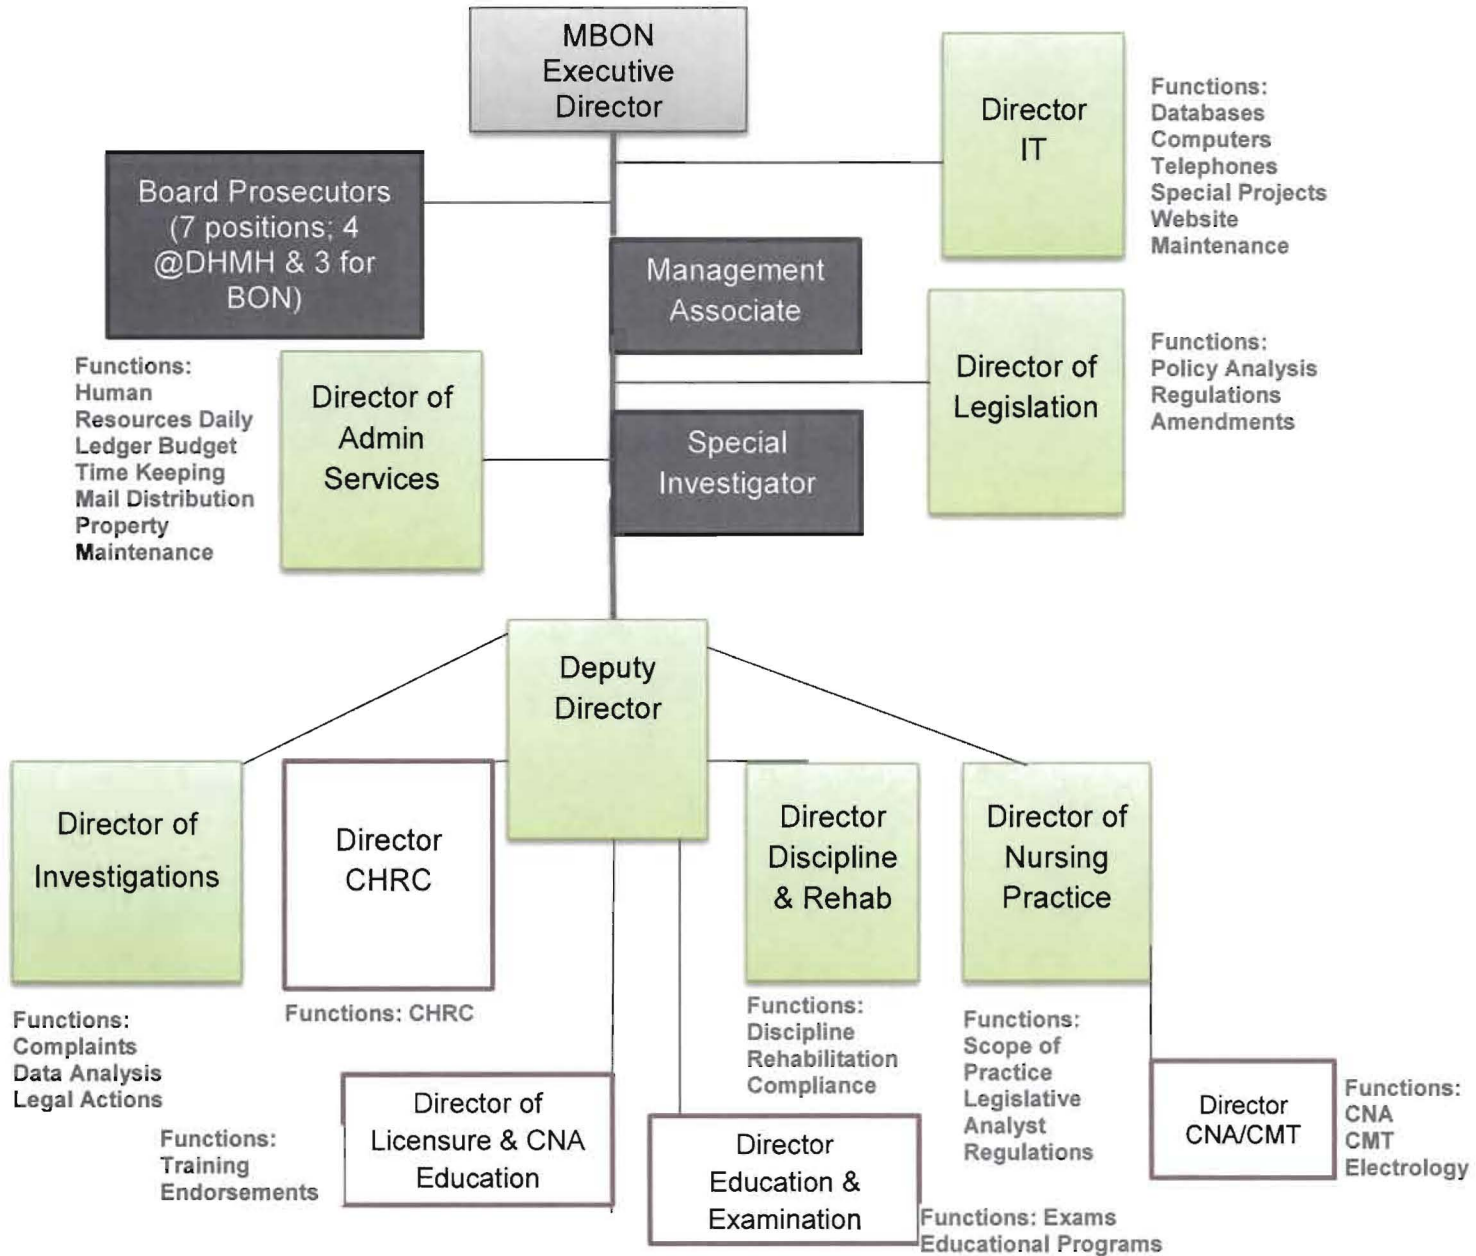 MBON
Executive
Director
Director
IT
Functions:
Databases
Computers
Telephones
Special Projects
Website
Maintenance
Board Prosecutors
(7 positions; 4
@DHMH & 3 for
BON)
Management
Associate
Functions:
Human
Resources Daily
Ledger Budget
Time Keeping
Mail Distribution
Property
Maintenance
Director of
Admin
Services
Special
Investigator
Director of
Legislation
Functions:
Policy Analysis
Regulations
Amendments
Deputy
Director
Director of
Investigations
Functions:
Complaints
Data Analysis
Legal Actions
Director
CHRC
Functions: CHRC
Director
Discipline
& Rehab
Functions:
Discipline
Rehabilitation
Compliance
Director of
Nursing
Practice
Functions:
Scope of
Practice
Legislative
Analyst
Regulations
Functions:
Training
Endorsements
Director of
Licensure & CNA
Education
Director
Education &
Examination
Functions: Exams
Educational Programs
Director
CNA/CMT
Functions:
CNA
CMT
Electrology